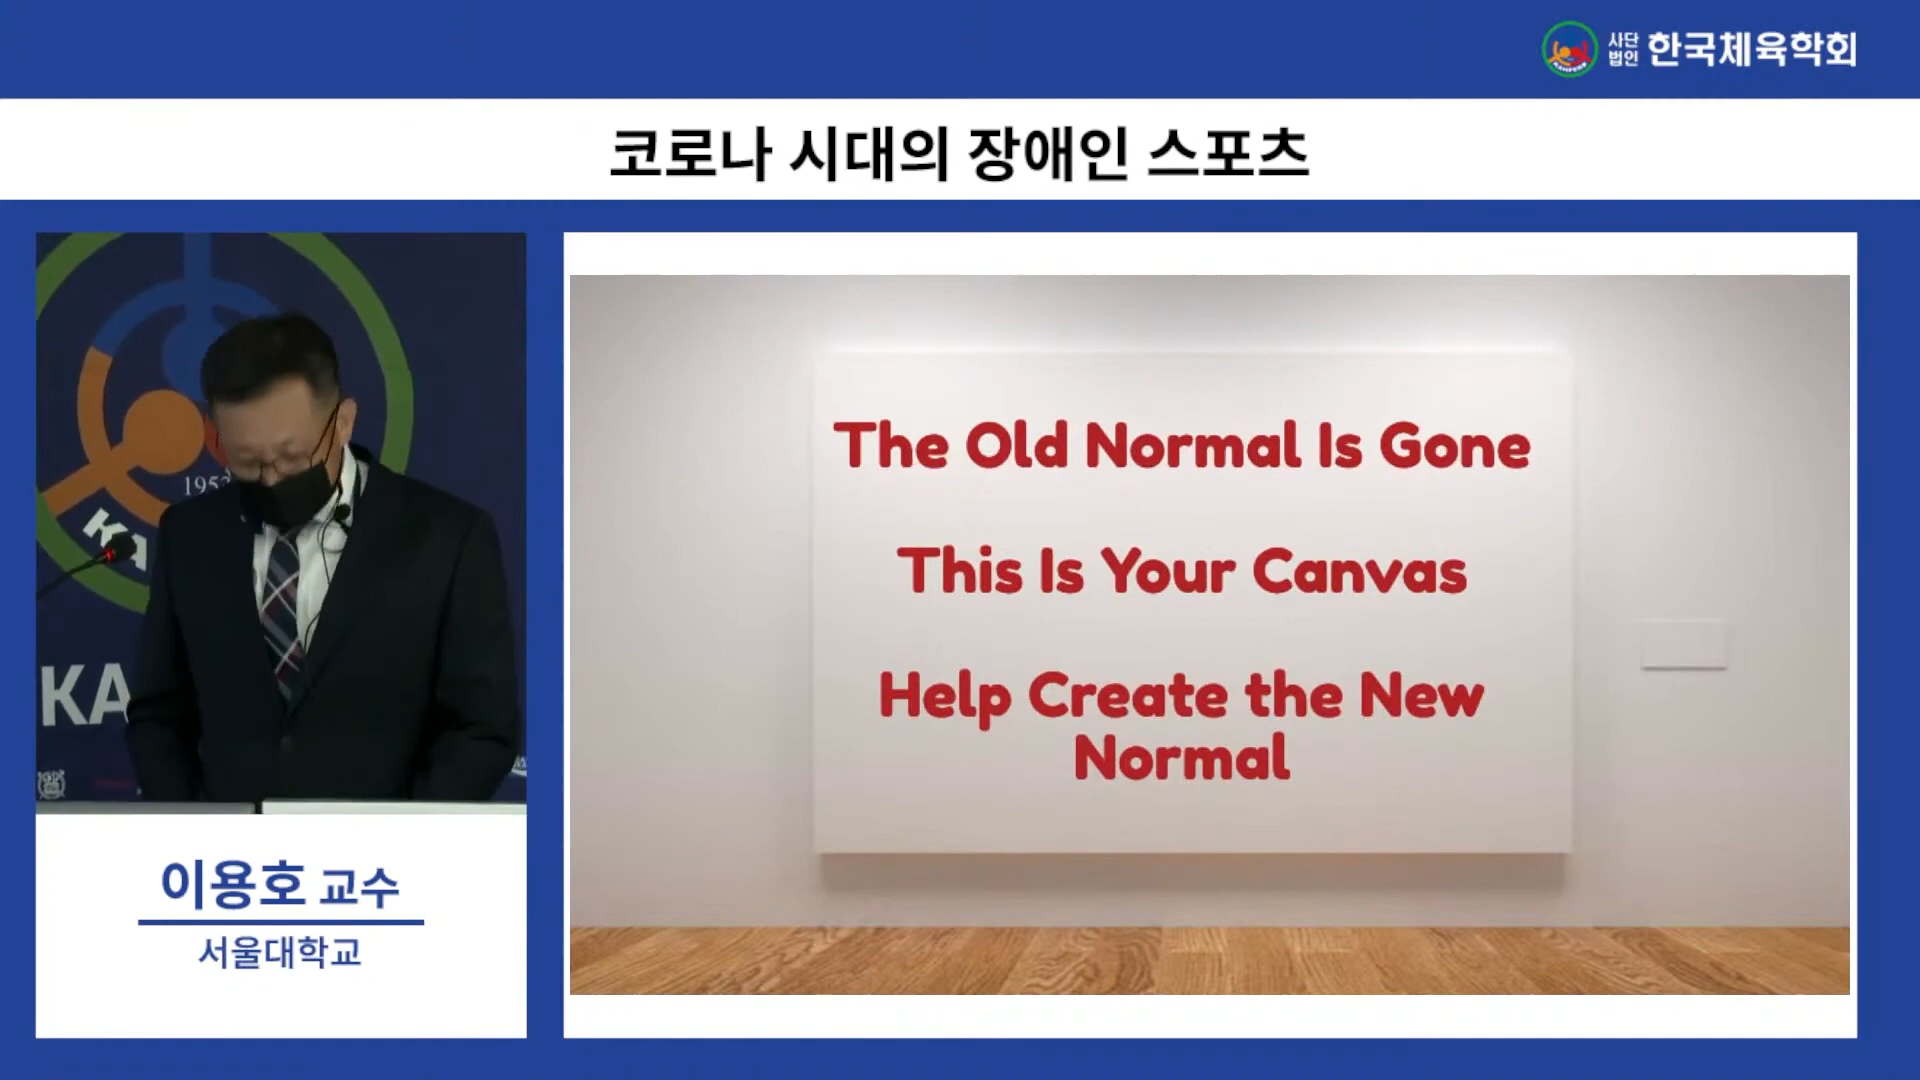 사단
법인 한국체육학회
코로나 시대의 장애인 스포츠
KA
KA
이용호 교수
서울대학교
The Old Normal Is Gone
This Is Your Canvas
Help Create the New
Normal